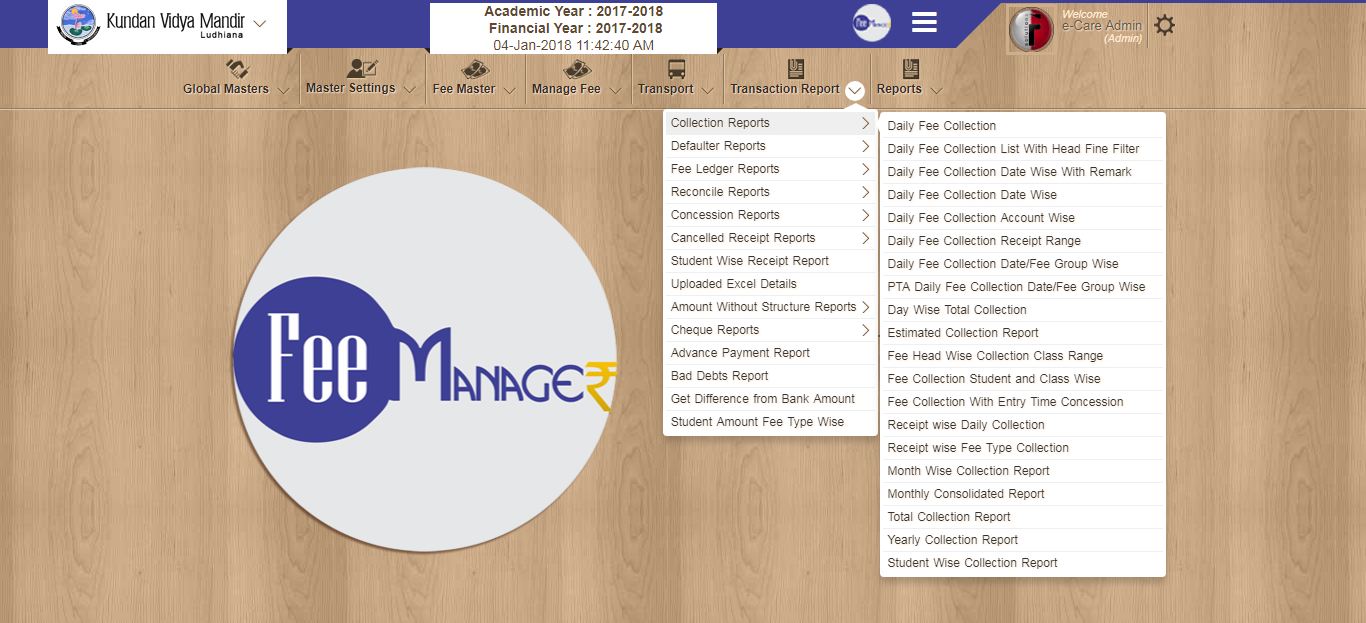 Kundan Vidya Mandir
Ludhiana
Academic Year : 2017-2018
Financial Year : 2017-2018
04-Jan-2018 11:42:40 AM
Fee Manager
Welcome
e-Care Admin
(Admin)
Global Masters
Master Settings
Fee Master
Manage Fee
Transport
Transaction Report
Reports
Collection Reports
Defaulter Reports
Fee Ledger Reports
Reconcile Reports
Concession Reports
Cancelled Receipt Reports
Student Wise Receipt Report
Uploaded Excel Details
Amount Without Structure Reports
Cheque Reports
Advance Payment Report
Bad Debts Report
Get Difference from Bank Amount
Student Amount Fee Type Wise
Daily Fee Collection
Daily Fee Collection List With Head Fine Filter
Daily Fee Collection Date Wise With Remark
Daily Fee Collection Date Wise
Daily Fee Collection Account Wise
Daily Fee Collection Receipt Range
Daily Fee Collection Date/Fee Group Wise
PTA Daily Fee Collection Date/Fee Group Wise
Day Wise Total Collection
Estimated Collection Report
Fee Head Wise Collection Class Range
Fee Collection Student and Class Wise
Fee Collection With Entry Time Concession
Receipt wise Daily Collection
Receipt wise Fee Type Collection
Month Wise Collection Report
Monthly Consolidated Report
Total Collection Report
Yearly Collection Report
Student Wise Collection Report
Fee Manage₹